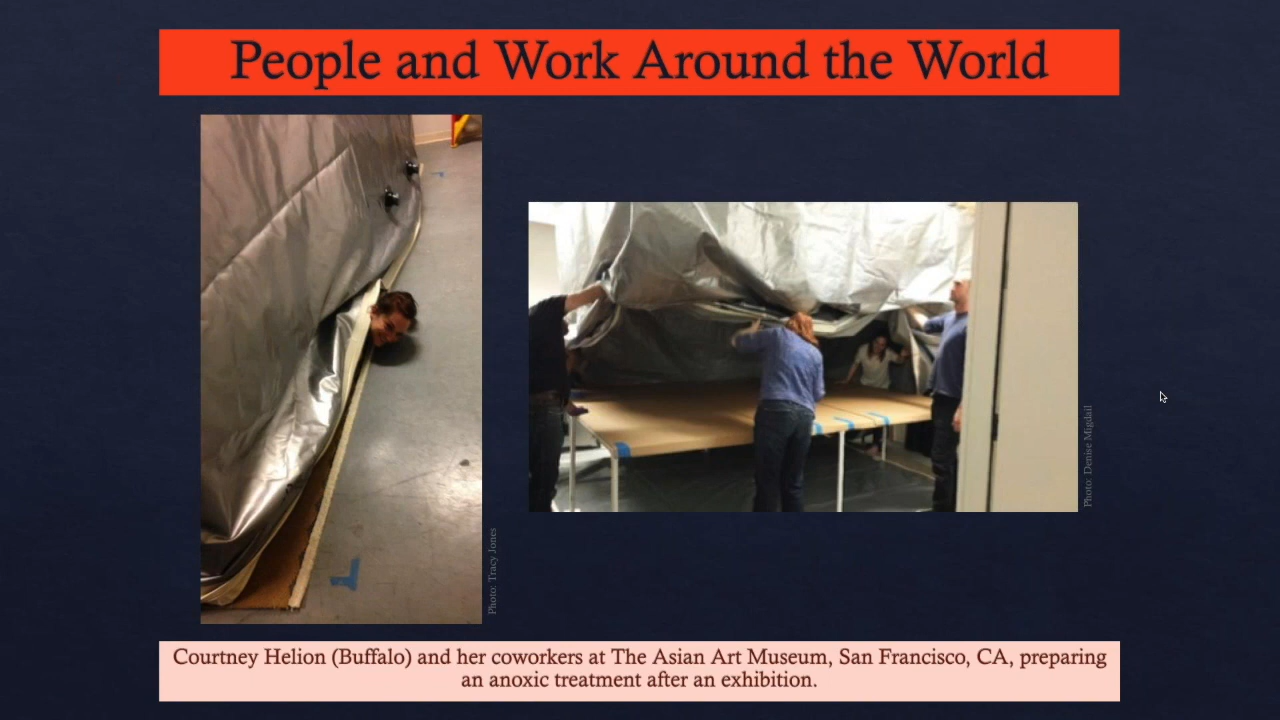 People and Work Around the World
Photo: Tracy Jones
Photo: Denise Migdail
Courtney Helion (Buffalo) and her coworkers at The Asian Art Museum, San Francisco, CA, preparing
an anoxic treatment after an exhibition.